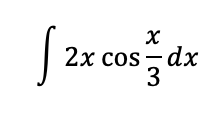 ∫ 2x cos x/3 dx